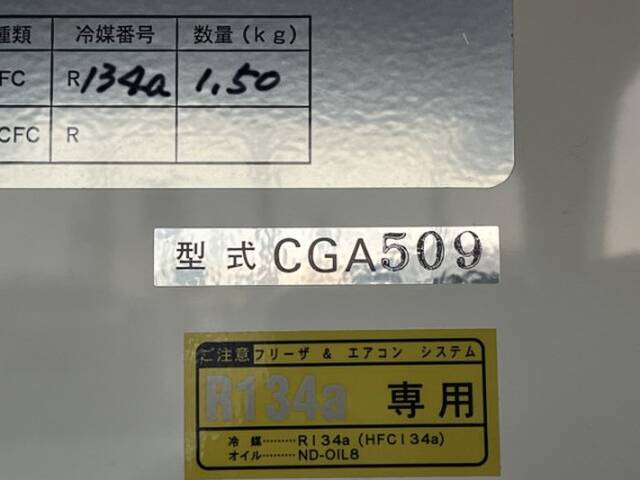 種類 冷媒番号 数量(kg)
FC R134a 1.50
CFC R
型式 CGA509
ご注意 フリーザ & エアコン システム
R134a 専用
冷 媒………R134a (HFC134a)
オイル………ND-OIL8